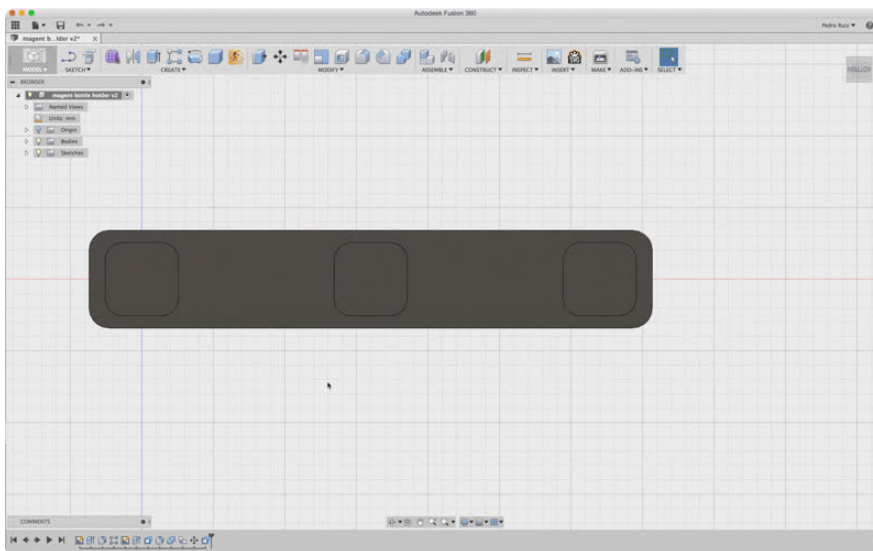 Autodesk Fusion 360
Pedro Ruiz
magent b...lder v2*
MODEL SKETCH CREATE MODIFY ASSEMBLE CONSTRUCT INSPECT INSERT MAKE ADD-INS SELECT
BOTTOM
BROWSER
magent bottle holder v2
Named Views
Units: mm
Origin
Bodies
Sketches
COMMENTS